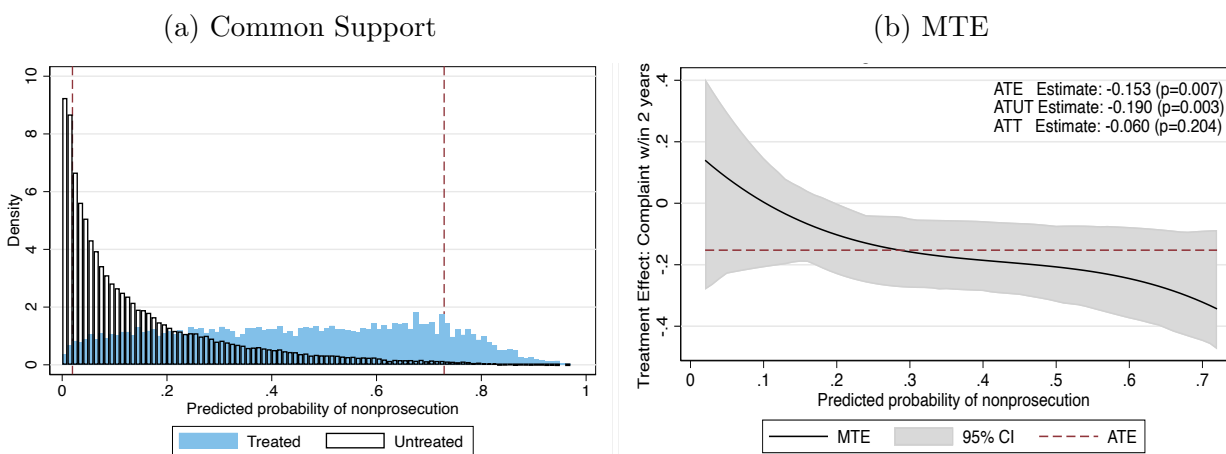 (a) Common Support
10
8
6
4
2
0
Density
0
.2
.4
.6
.8
1
Predicted probability of nonprosecution
Treated
Untreated
(b) MTE
ATE Estimate: -0.153 (p=0.007)
ATUT Estimate: -0.190 (p=0.003)
ATT Estimate: -0.060 (p=0.204)
.4
.2
0
-.2
-.4
Treatment Effect: Complaint w/in 2 years
0
.1
.2
.3
.4
.5
.6
.7
Predicted probability of nonprosecution
MTE
95% CI
ATE